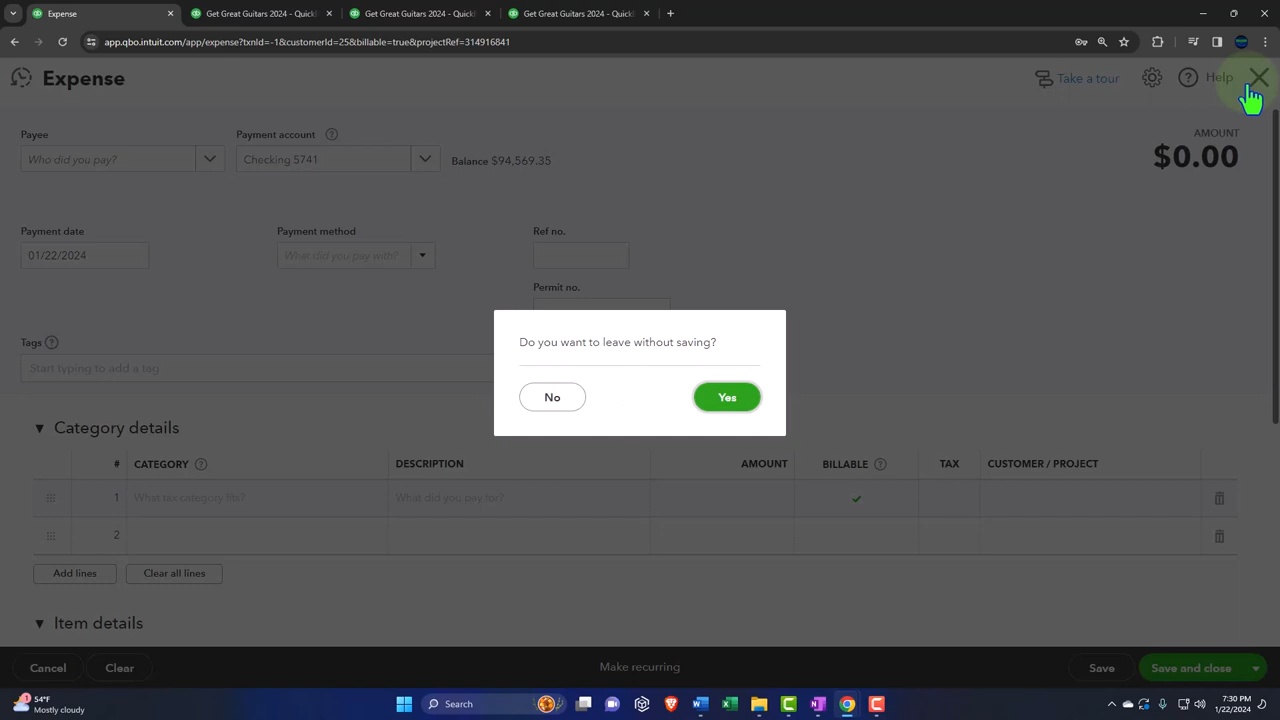 Expense
Get Great Guitars 2024 - QuickB
Get Great Guitars 2024 - QuickB
Get Great Guitars 2024 - QuickB
app.qbo.intuit.com/app/expense?txnId=-1&customerId=25&billable=true&projectRef=314916841
Expense
Take a tour
Help
Payee
Payment account
AMOUNT
Who did you pay?
Checking 5741
Balance $94,569.35
$0.00
Payment date
Payment method
Ref no.
01/22/2024
What did you pay with?
Permit no.
Do you want to leave without saving?
No
Yes
Tags
Start typing to add a tag
Category details
# CATEGORY DESCRIPTION AMOUNT BILLABLE TAX CUSTOMER / PROJECT
1 What tax category fits? What did you pay for?
2
Add lines
Clear all lines
Item details
Cancel
Clear
Make recurring
Save
Save and close
1
54°F
Mostly cloudy
Search
7:30 PM
1/22/2024